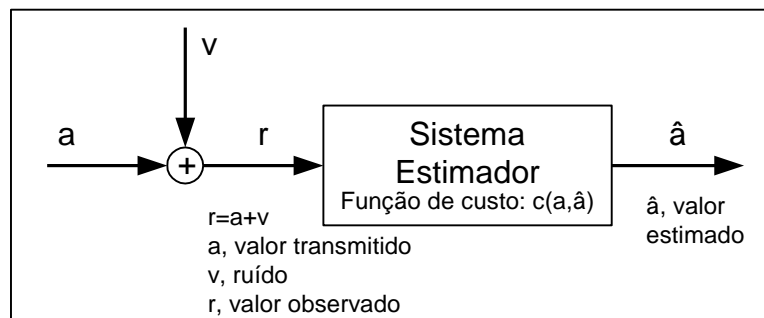 v
a
r
+
Sistema
Estimador
Função de custo: c(a,â)
â
r=a+v
a, valor transmitido
v, ruído
r, valor observado
â, valor
estimado